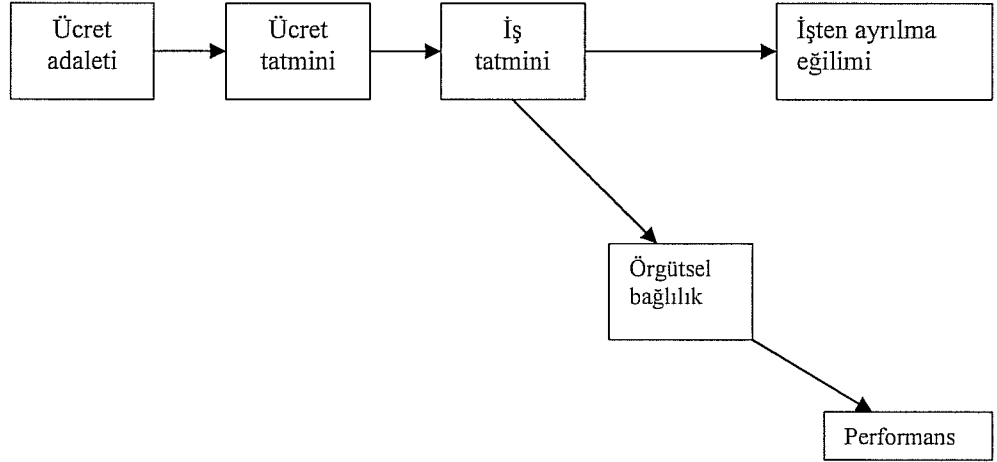 Ücret
adaleti
Ücret
tatmini
İş
tatmini
İşten ayrılma
eğilimi
Örgütsel
bağlılık
Performans